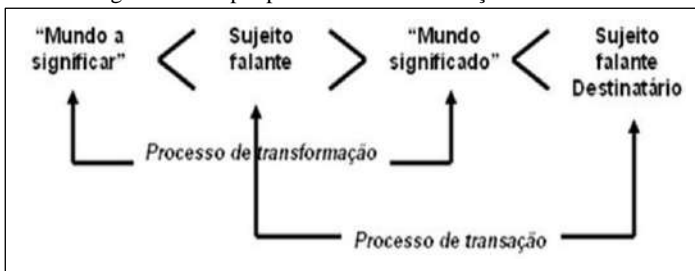 “Mundo a
significar”
Sujeito
falante
“Mundo
significado”
Sujeito
falante
Destinatário
Processo de transformação
Processo de transação